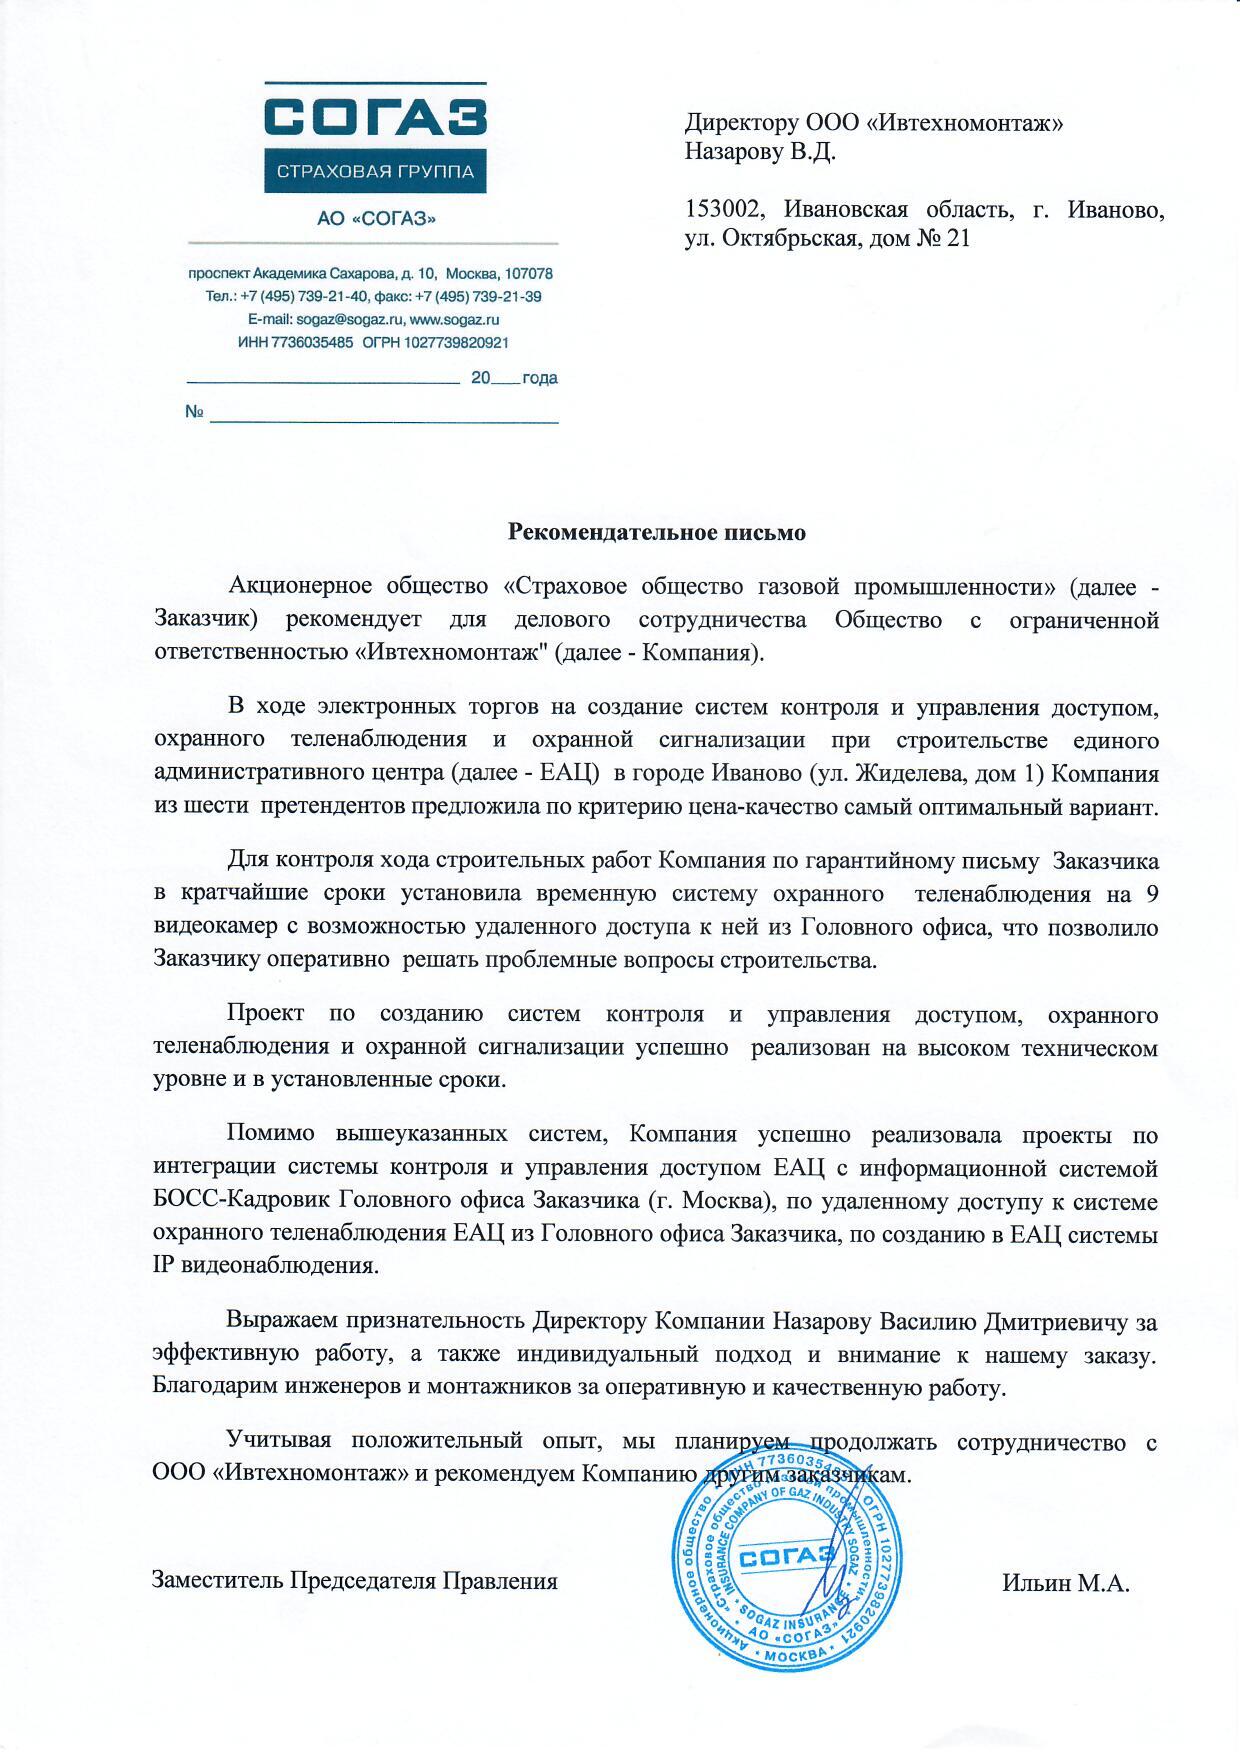 СОГАЗ
СТРАХОВАЯ ГРУППА
АО «СОГАЗ»
проспект Академика Сахарова, д. 10, Москва, 107078
Тел.: +7 (495) 739-21-40, факс: +7 (495) 739-21-39
E-mail: sogaz@sogaz.ru, www.sogaz.ru
ИНН 7736035485 ОГРН 1027739820921
20___года
№
Директору ООО «Ивтехномонтаж»
Назарову В.Д.
153002, Ивановская область, г. Иваново,
ул. Октябрьская, дом № 21
Рекомендательное письмо
Акционерное общество «Страховое общество газовой промышленности» (далее -
Заказчик) рекомендует для делового сотрудничества Общество с ограниченной
ответственностью «Ивтехномонтаж" (далее - Компания).
В ходе электронных торгов на создание систем контроля и управления доступом,
охранного теленаблюдения и охранной сигнализации при строительстве единого
административного центра (далее - ЕАЦ) в городе Иваново (ул. Жиделева, дом 1) Компания
из шести претендентов предложила по критерию цена-качество самый оптимальный вариант.
Для контроля хода строительных работ Компания по гарантийному письму Заказчика
в кратчайшие сроки установила временную систему охранного теленаблюдения на 9
видеокамер с возможностью удаленного доступа к ней из Головного офиса, что позволило
Заказчику оперативно решать проблемные вопросы строительства.
Проект по созданию систем контроля и управления доступом, охранного
теленаблюдения и охранной сигнализации успешно реализован на высоком техническом
уровне и в установленные сроки.
Помимо вышеуказанных систем, Компания успешно реализовала проекты по
интеграции системы контроля и управления доступом ЕАЦ с информационной системой
БОСС-Кадровик Головного офиса Заказчика (г. Москва), по удаленному доступу к системе
охранного теленаблюдения ЕАЦ из Головного офиса Заказчика, по созданию в ЕАЦ системы
IP видеонаблюдения.
Выражаем признательность Директору Компании Назарову Василию Дмитриевичу за
эффективную работу, а также индивидуальный подход и внимание к нашему заказу.
Благодарим инженеров и монтажников за оперативную и качественную работу.
Учитывая положительный опыт, мы планируем продолжать сотрудничество с
ООО «Ивтехномонтаж» и рекомендуем Компанию другим заказчикам.
Заместитель Председателя Правления
Ильин М.А.
Акционерное общество * ИНН 7736035485 * ОГРН 1027739820921
* МОСКВА *
«Страховое общество газовой промышленности»
* АО «СОГАЗ» *
INSURANCE COMPANY OF GAZ INDUSTRY SOGAZ
* SOGAZ INSURANCE *
СОГАЗ